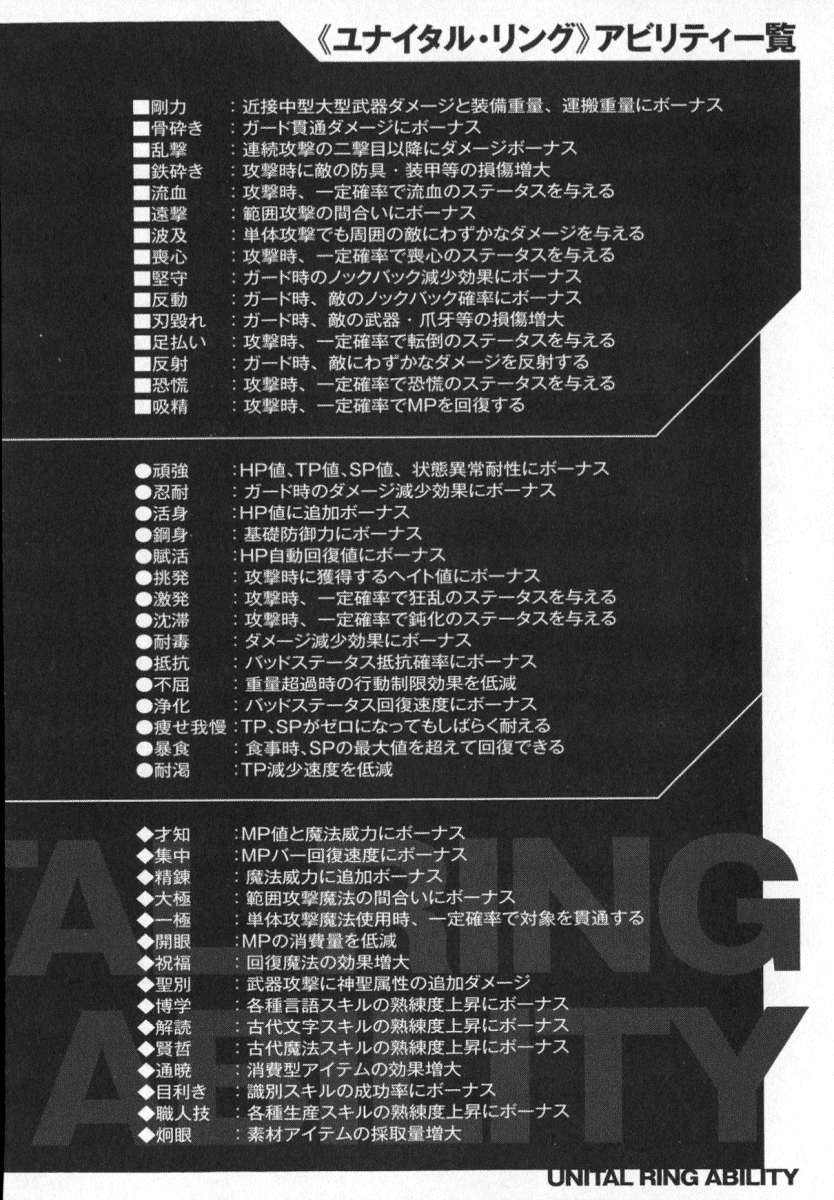 《ユナイタル・リング》アビリティ一覧
■剛力 ：近接中型大型武器ダメージと装備重量、運搬重量にボーナス
■骨砕き ：ガード貫通ダメージにボーナス
■乱撃 ：連続攻撃の二撃目以降にダメージボーナス
■鉄砕き ：攻撃時に敵の防具・装甲等の損傷増大
■流血 ：攻撃時、一定確率で流血のステータスを与える
■遠撃 ：範囲攻撃の間合いにボーナス
■波及 ：単体攻撃でも周囲の敵にわずかなダメージを与える
■喪心 ：攻撃時、一定確率で喪心のステータスを与える
■堅守 ：ガード時のノックバック減少効果にボーナス
■反動 ：ガード時、敵のノックバック確率にボーナス
■刃毀れ ：ガード時、敵の武器・爪牙等の損傷増大
■足払い ：攻撃時、一定確率で転倒のステータスを与える
■反射 ：ガード時、敵にわずかなダメージを反射する
■恐慌 ：攻撃時、一定確率で恐慌のステータスを与える
■吸精 ：攻撃時、一定確率でMPを回復する
●頑強 ：HP値、TP値、SP値、状態異常耐性にボーナス
●忍耐 ：ガード時のダメージ減少効果にボーナス
●活身 ：HP値に追加ボーナス
●鋼身 ：基礎防御力にボーナス
●賦活 ：HP自動回復値にボーナス
●挑発 ：攻撃時に獲得するヘイト値にボーナス
●激発 ：攻撃時、一定確率で狂乱のステータスを与える
●沈滞 ：攻撃時、一定確率で鈍化のステータスを与える
●耐毒 ：ダメージ減少効果にボーナス
●抵抗 ：バッドステータス抵抗確率にボーナス
●不屈 ：重量超過時の行動制限効果を低減
●浄化 ：バッドステータス回復速度にボーナス
●痩せ我慢：TP、SPがゼロになってもしばらく耐える
●暴食 ：食事時、SPの最大値を超えて回復できる
●耐渇 ：TP減少速度を低減
◆才知 ：MP値と魔法威力にボーナス
◆集中 ：MPバー回復速度にボーナス
◆精錬 ：魔法威力に追加ボーナス
◆大極 ：範囲攻撃魔法の間合いにボーナス
◆一極 ：単体攻撃魔法使用時、一定確率で対象を貫通する
◆開眼 ：MPの消費量を低減
◆祝福 ：回復魔法の効果増大
◆聖別 ：武器攻撃に神聖属性の追加ダメージ
◆博学 ：各種言語スキルの熟練度上昇にボーナス
◆解読 ：古代文字スキルの熟練度上昇にボーナス
◆賢哲 ：古代魔法スキルの熟練度上昇にボーナス
◆通暁 ：消費型アイテムの効果増大
◆目利き ：識別スキルの成功率にボーナス
◆職人技 ：各種生産スキルの熟練度上昇にボーナス
◆炯眼 ：素材アイテムの採取量増大
TAL RING
ABILITY
UNITAL RING ABILITY